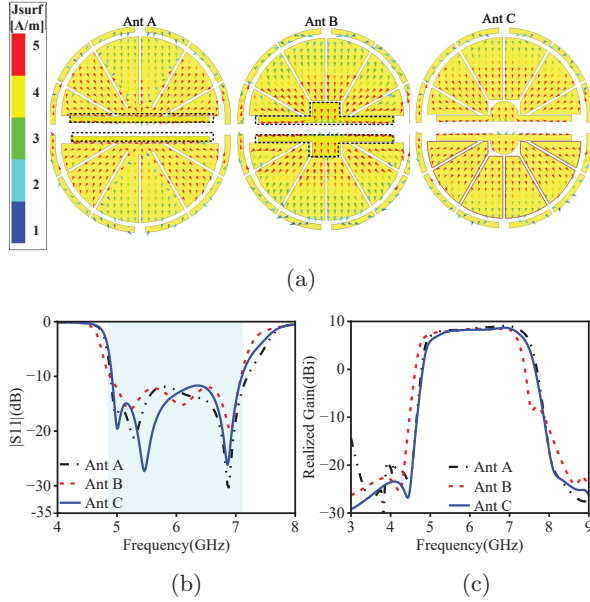 Jsurf
[A/m]
5
4
3
2
1
Ant A
Ant B
Ant C
(a)
|S11|(dB)
0
-10
-20
-30
-35
4
5
6
7
8
Frequency(GHz)
Ant A
Ant B
Ant C
(b)
Realized Gain(dBi)
10
0
-10
-20
-30
3
4
5
6
7
8
9
Frequency(GHz)
Ant A
Ant B
Ant C
(c)